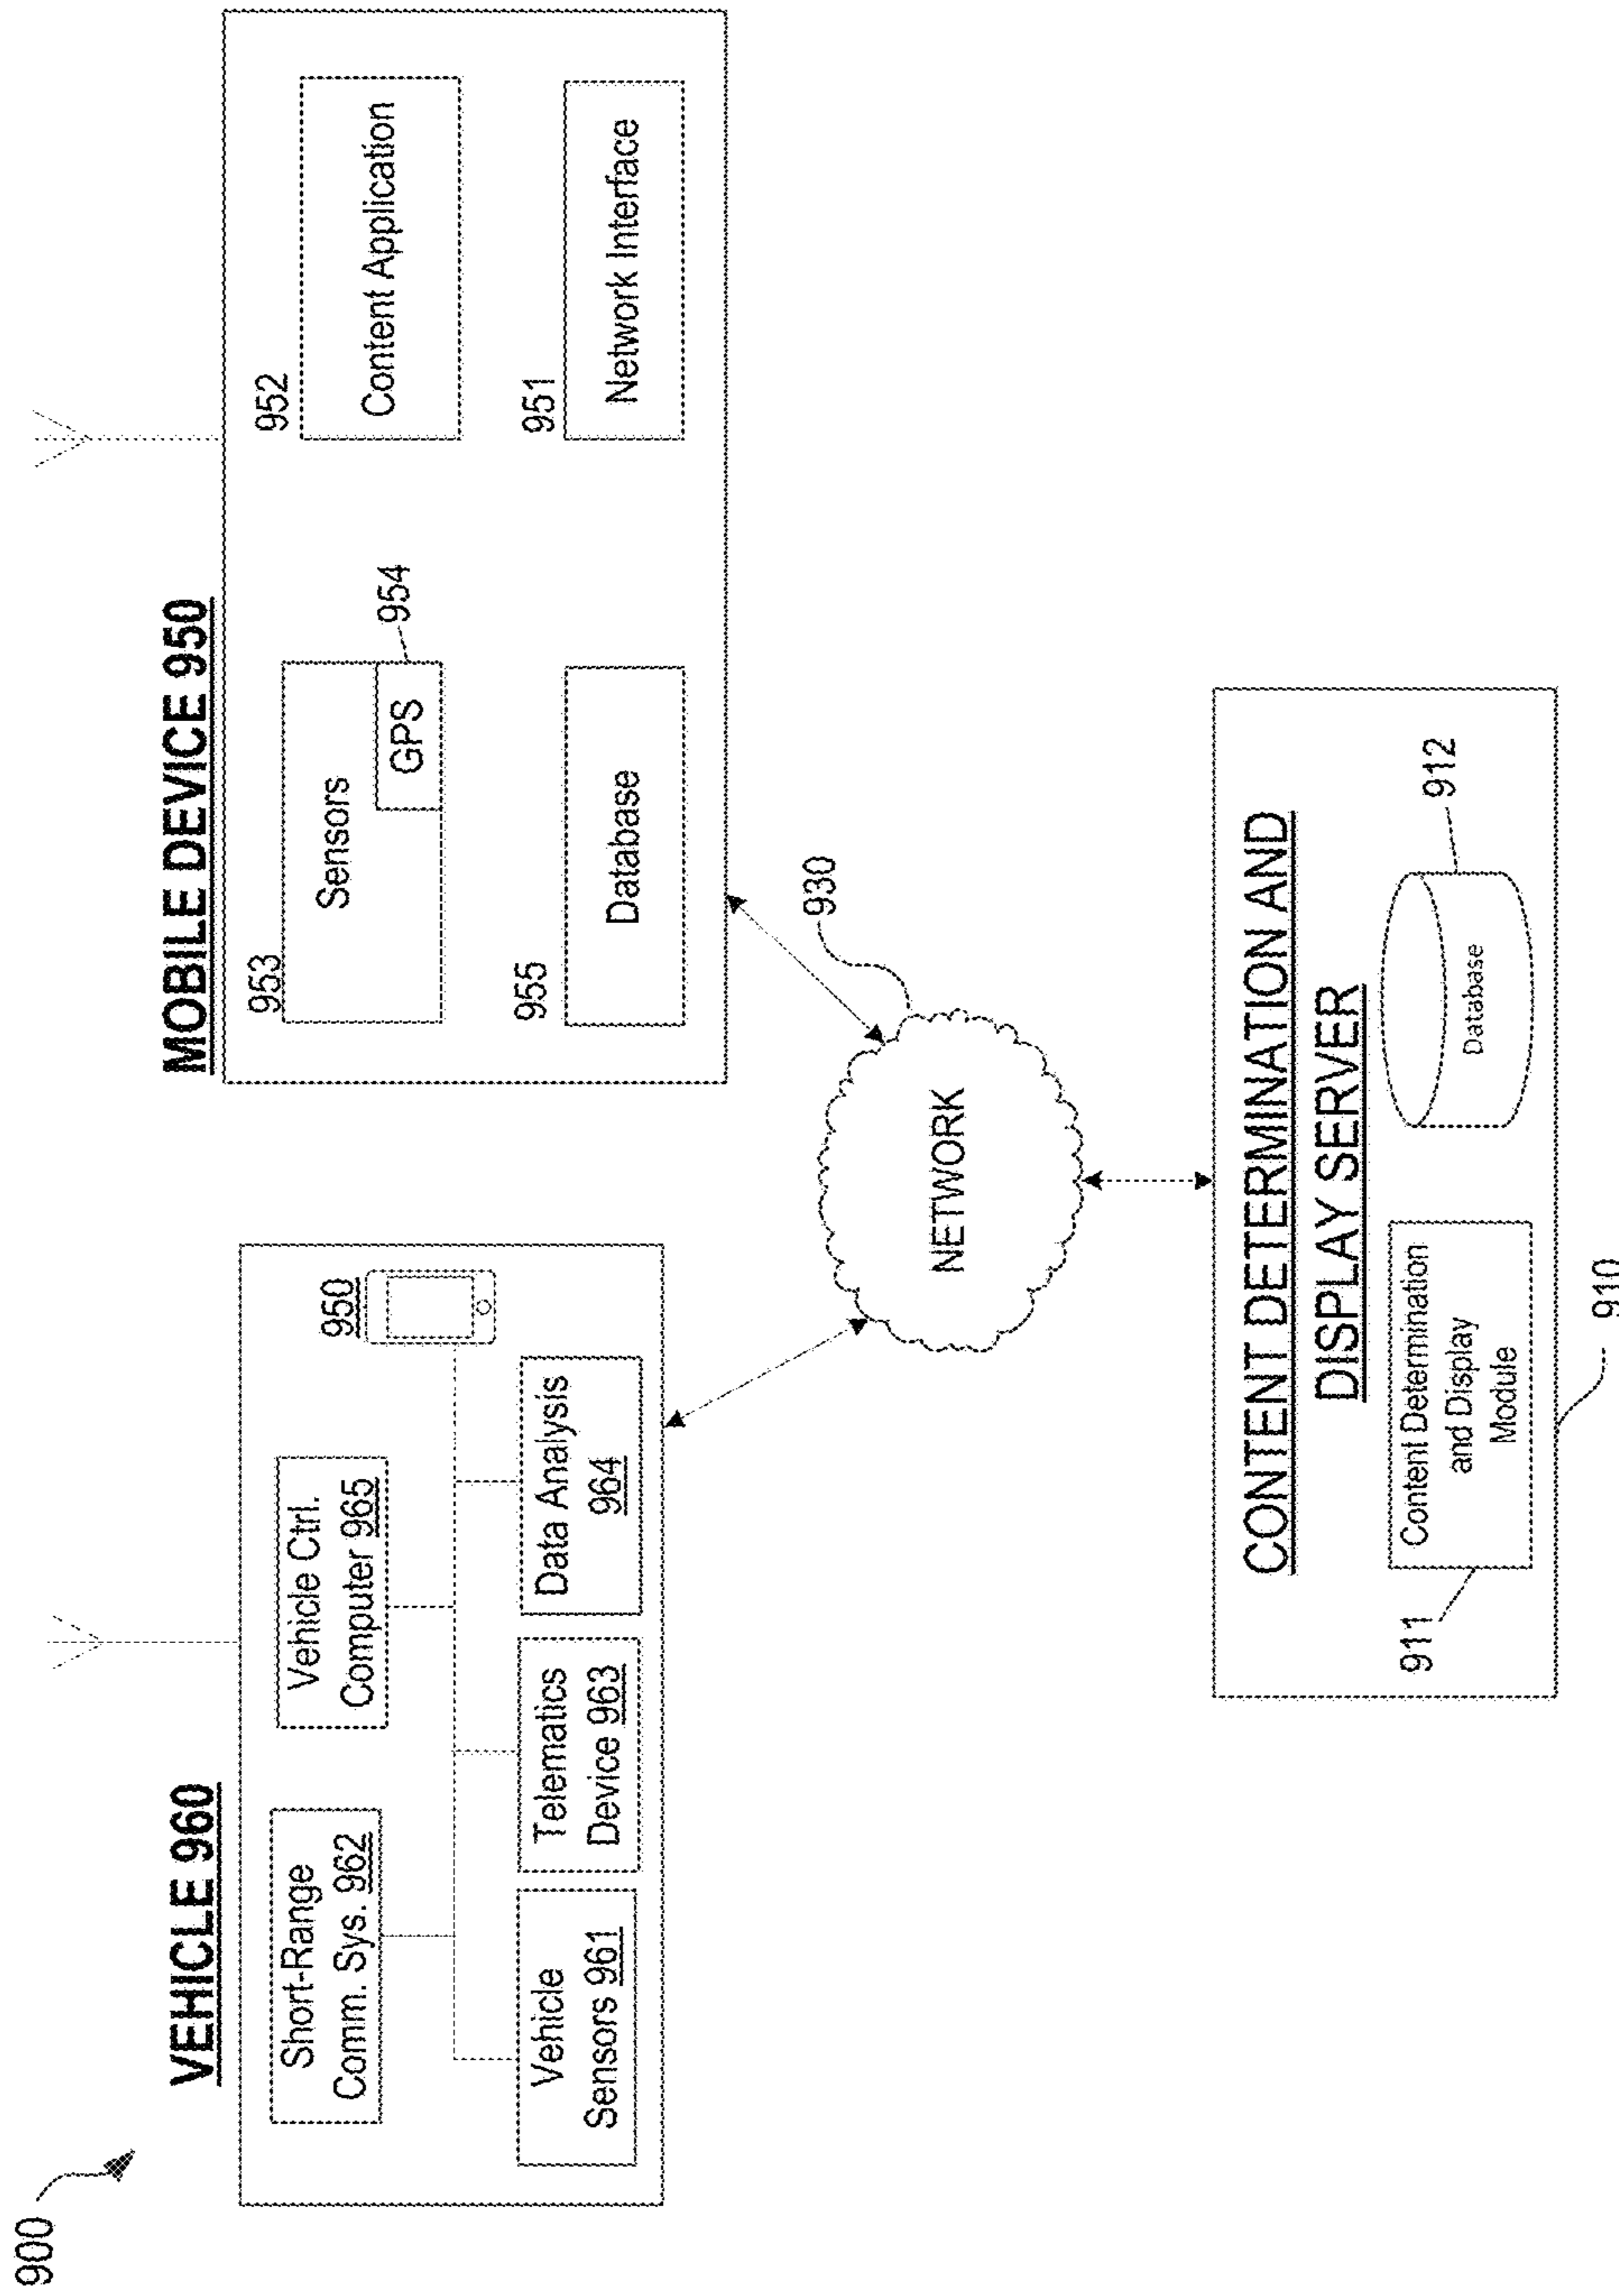 900
VEHICLE 960
Short-Range
Comm. Sys. 962
Vehicle Ctrl.
Computer 965
950
Vehicle
Sensors 961
Telematics
Device 963
Data Analysis
964
MOBILE DEVICE 950
953
Sensors
GPS
954
952
Content Application
955
Database
951
Network Interface
930
NETWORK
CONTENT DETERMINATION AND
DISPLAY SERVER
911
Content Determination
and Display
Module
Database
912
910